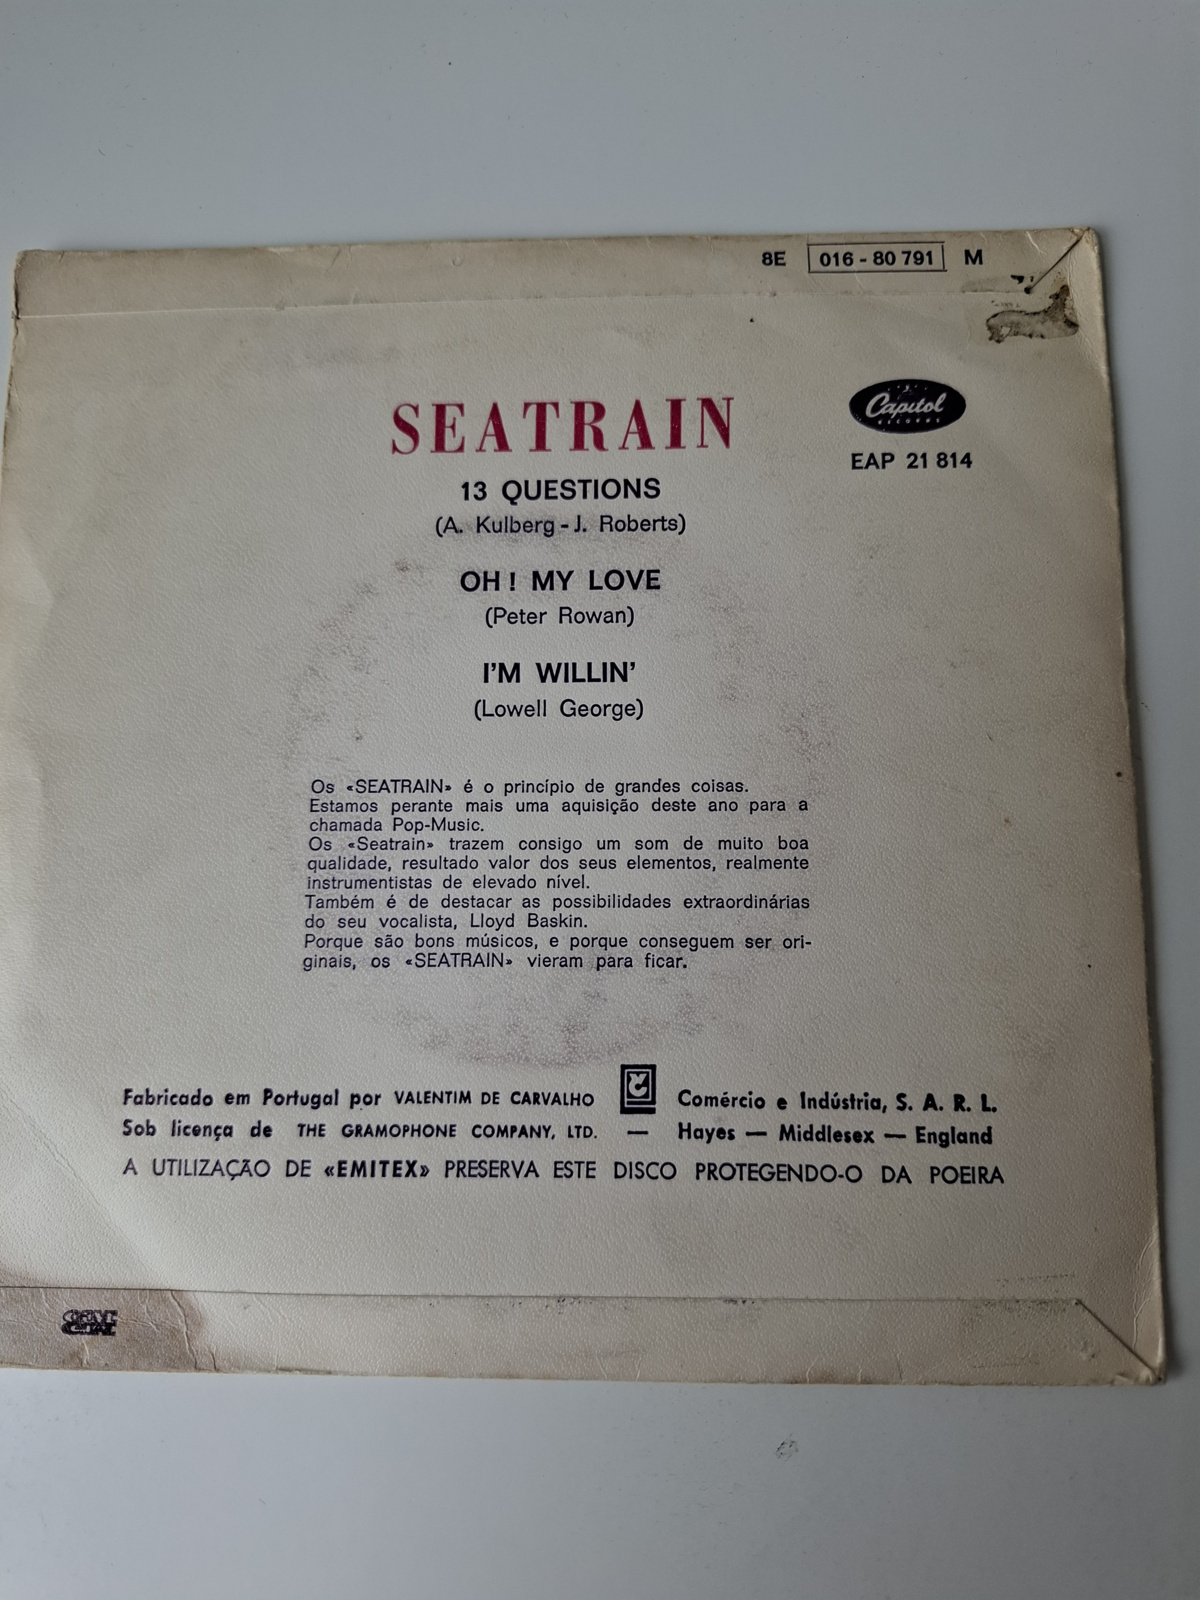 8E 016 - 80 791 M
SEATRAIN
Capitol
RECORDS
EAP 21 814
13 QUESTIONS
(A. Kulberg - J. Roberts)
OH! MY LOVE
(Peter Rowan)
I'M WILLIN'
(Lowell George)
Os «SEATRAIN» é o princípio de grandes coisas.
Estamos perante mais uma aquisição deste ano para a
chamada Pop-Music.
Os «Seatrain» trazem consigo um som de muito boa
qualidade, resultado valor dos seus elementos, realmente
instrumentistas de elevado nível.
Também é de destacar as possibilidades extraordinárias
do seu vocalista, Lloyd Baskin.
Porque são bons músicos, e porque conseguem ser ori-
ginais, os «SEATRAIN» vieram para ficar.
Fabricado em Portugal por VALENTIM DE CARVALHO Comércio e Indústria, S. A. R. L.
Sob licença de THE GRAMOPHONE COMPANY, LTD. — Hayes — Middlesex — England
A UTILIZAÇÃO DE «EMITEX» PRESERVA ESTE DISCO PROTEGENDO-O DA POEIRA